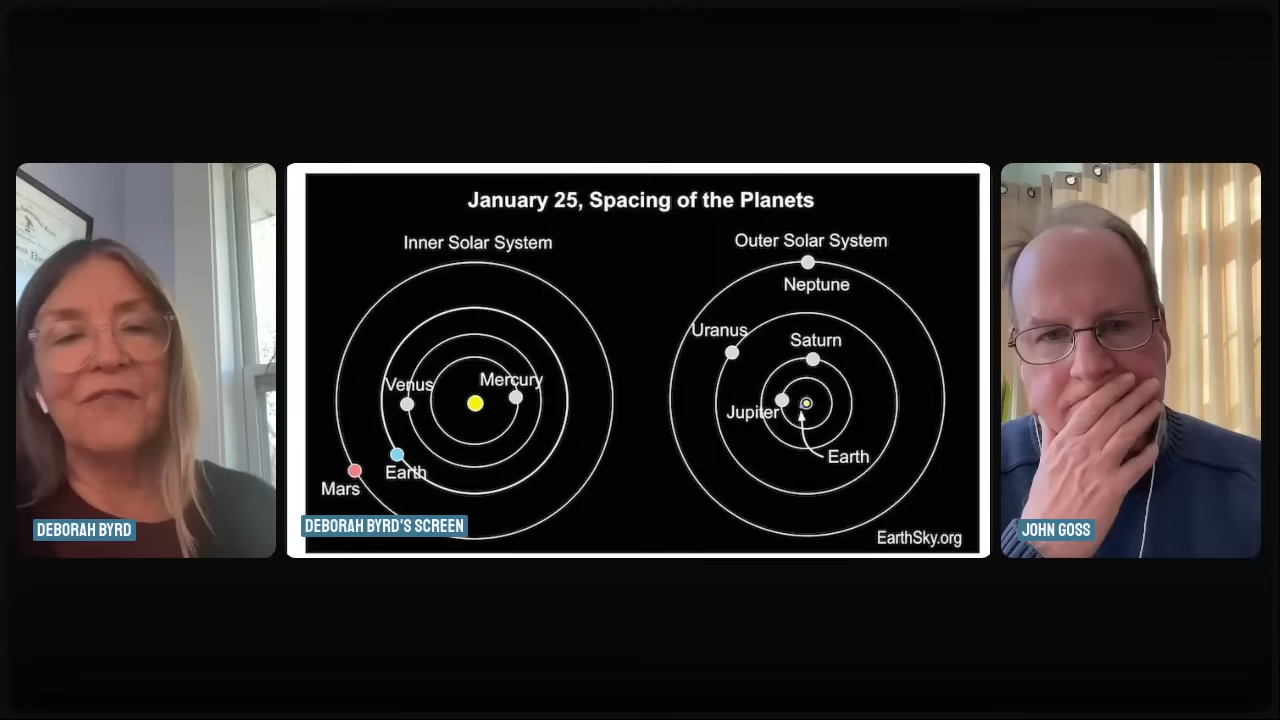 January 25, Spacing of the Planets
Inner Solar System
Venus
Mercury
Earth
Mars
Outer Solar System
Neptune
Uranus
Saturn
Jupiter
Earth
EarthSky.org
DEBORAH BYRD
DEBORAH BYRD'S SCREEN
JOHN GOSS